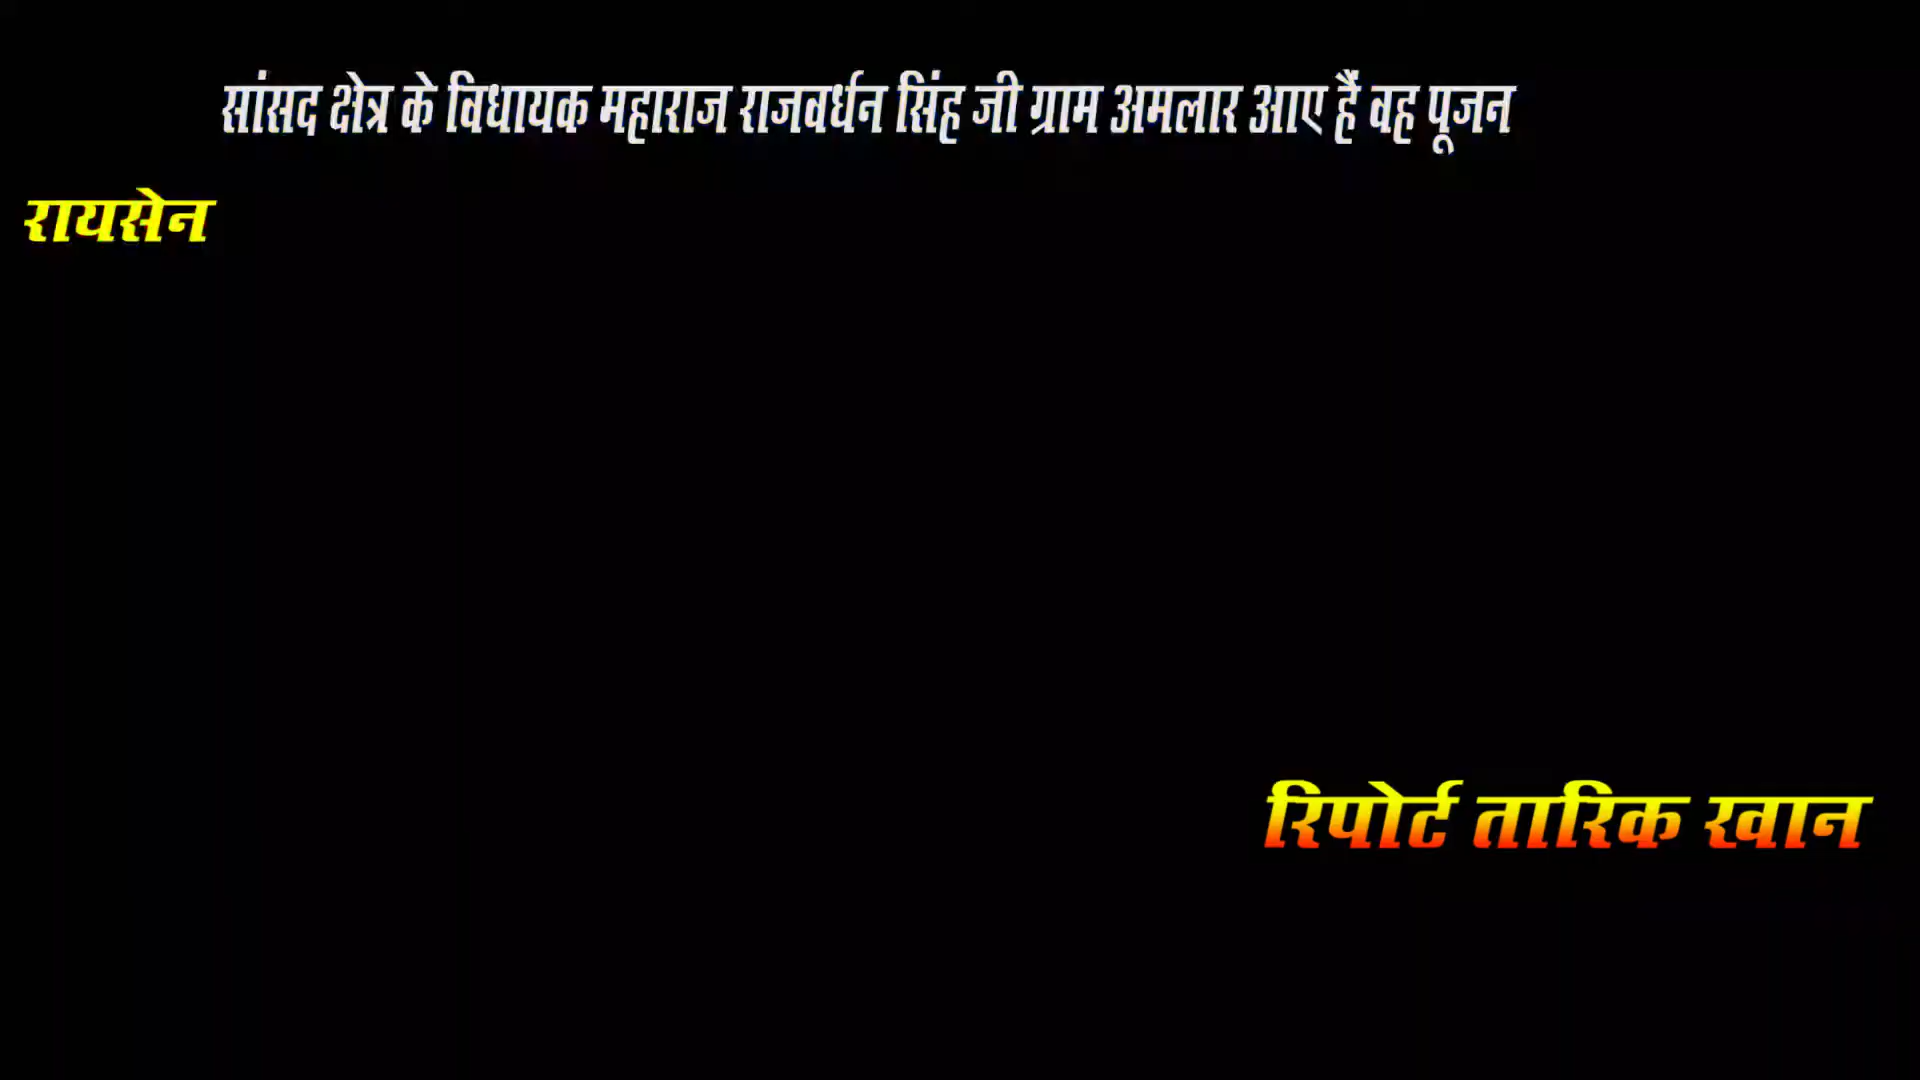 सांसद क्षेत्र के विधायक महाराज राजवर्धन सिंह जी ग्राम अमलार आए हैं वह पूजन
रायसेन
रिपोर्ट तारिक खान